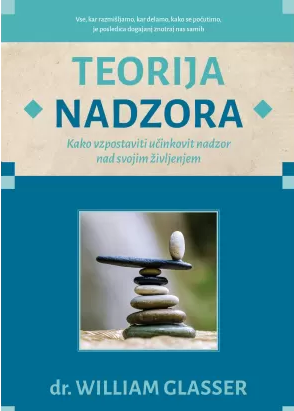 Vse, kar razmišljamo, kar delamo, kako se počutimo,
je posledica dogajanj znotraj nas samih
TEORIJA
NADZORA
Kako vzpostaviti učinkovit nadzor
nad svojim življenjem
dr. WILLIAM GLASSER